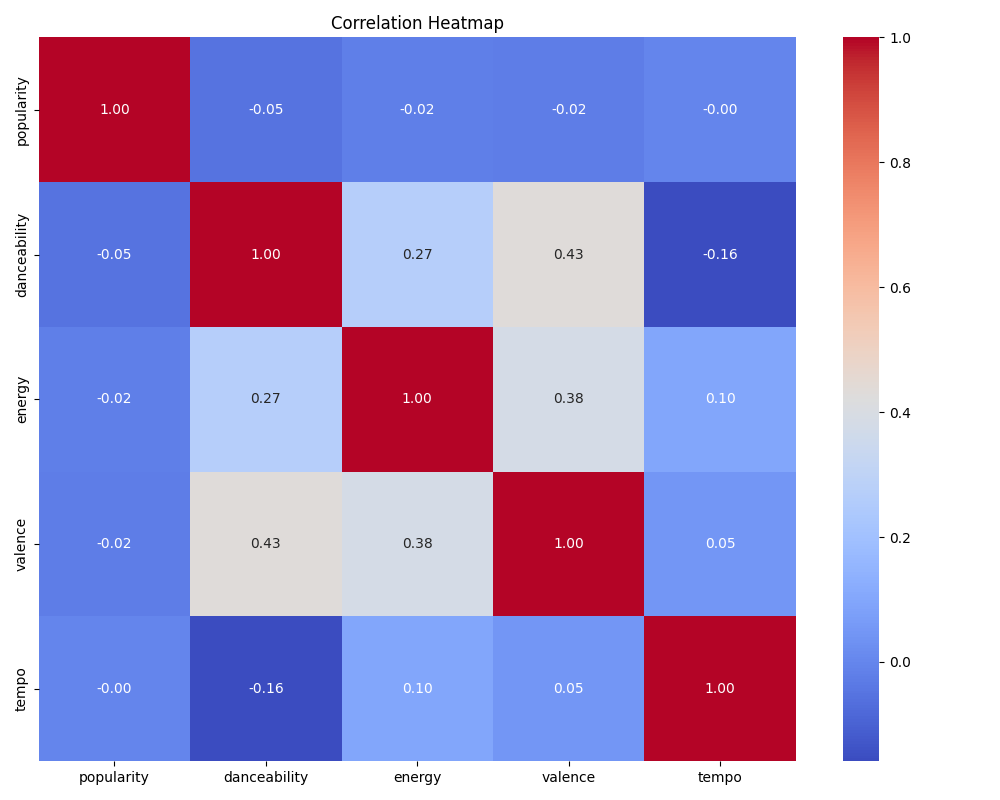 Correlation Heatmap
popularity 1.00 -0.05 -0.02 -0.02 -0.00
danceability -0.05 1.00 0.27 0.43 -0.16
energy -0.02 0.27 1.00 0.38 0.10
valence -0.02 0.43 0.38 1.00 0.05
tempo -0.00 -0.16 0.10 0.05 1.00
popularity danceability energy valence tempo
1.0
0.8
0.6
0.4
0.2
0.0